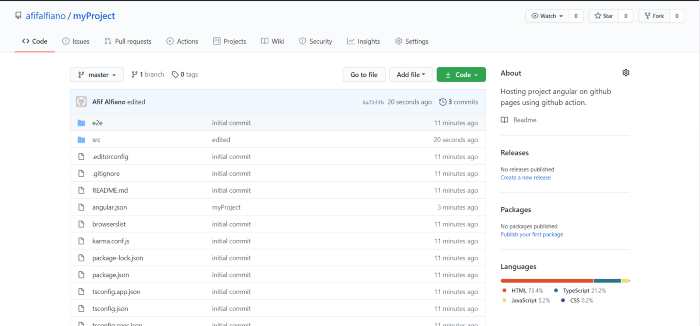 afifalfiano / myProject
Watch 0 Star 0 Fork 0
Code Issues Pull requests Actions Projects Wiki Security Insights Settings
master 1 branch 0 tags Go to file Add file Code
Afif Alfiano edited 20 seconds ago 3 commits
e2e initial commit 11 minutes ago
src edited 20 seconds ago
.editorconfig initial commit 11 minutes ago
.gitignore initial commit 11 minutes ago
README.md initial commit 11 minutes ago
angular.json myProject 3 minutes ago
browserslist initial commit 11 minutes ago
karma.conf.js initial commit 11 minutes ago
package-lock.json initial commit 11 minutes ago
package.json initial commit 11 minutes ago
tsconfig.app.json initial commit 11 minutes ago
tsconfig.json initial commit 11 minutes ago
tsconfig.spec.json initial commit 11 minutes ago
About
Hosting project angular on github
pages using github action.
Readme
Releases
No releases published
Create a new release
Packages
No packages published
Publish your first package
Languages
HTML 73.4% TypeScript 21.2%
JavaScript 5.2% CSS 0.2%